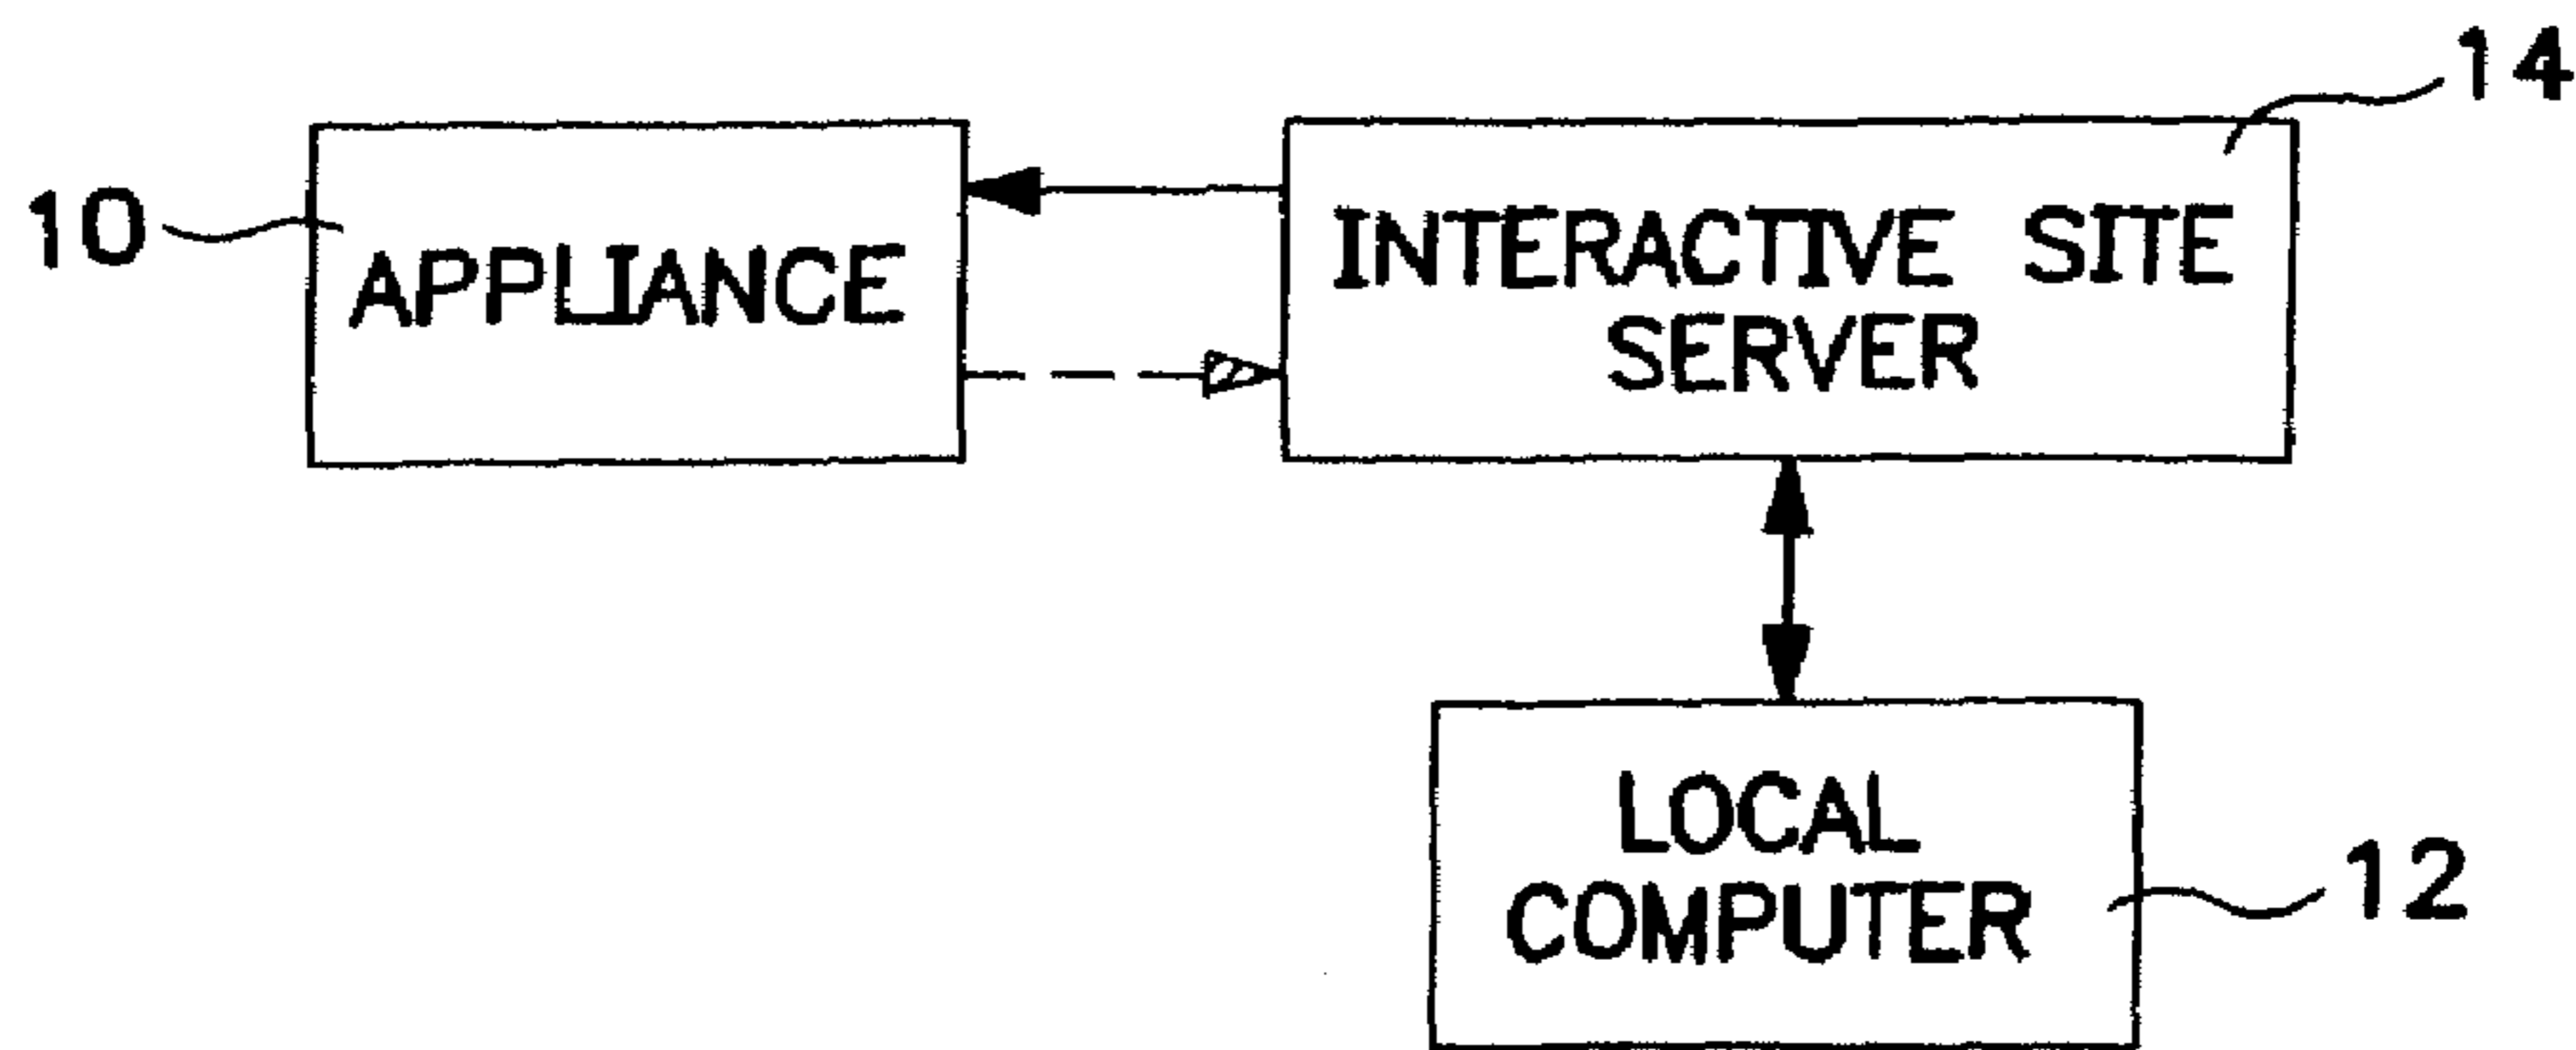 14
10
APPLIANCE
INTERACTIVE SITE
SERVER
LOCAL
COMPUTER
12